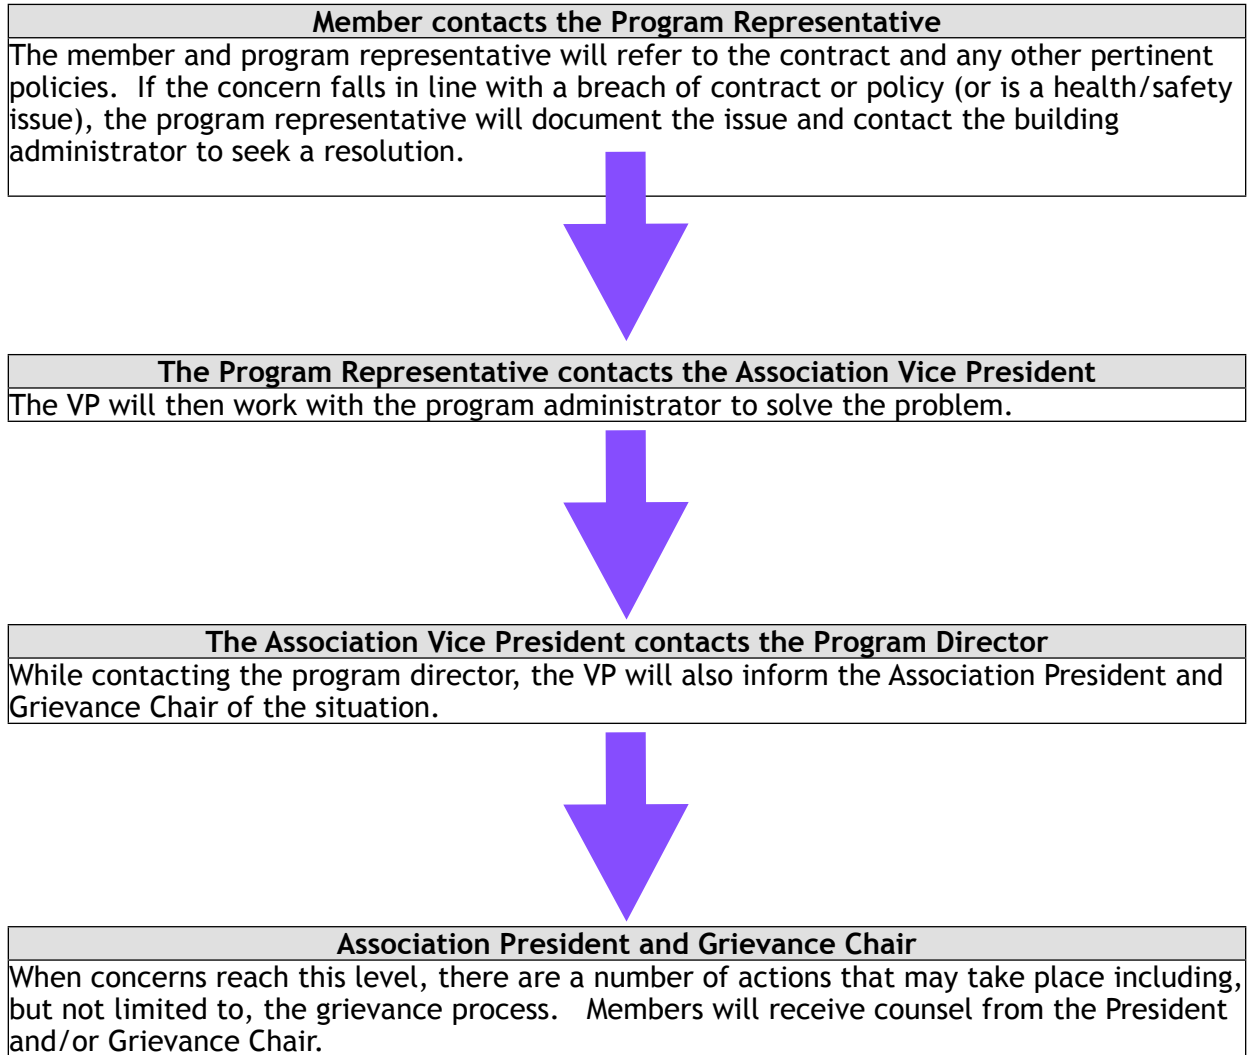 Member contacts the Program Representative
The member and program representative will refer to the contract and any other pertinent
policies.  If the concern falls in line with a breach of contract or policy (or is a health/safety
issue), the program representative will document the issue and contact the building
administrator to seek a resolution.
The Program Representative contacts the Association Vice President
The VP will then work with the program administrator to solve the problem.
The Association Vice President contacts the Program Director
While contacting the program director, the VP will also inform the Association President and
Grievance Chair of the situation.
Association President and Grievance Chair
When concerns reach this level, there are a number of actions that may take place including,
but not limited to, the grievance process.   Members will receive counsel from the President
and/or Grievance Chair.